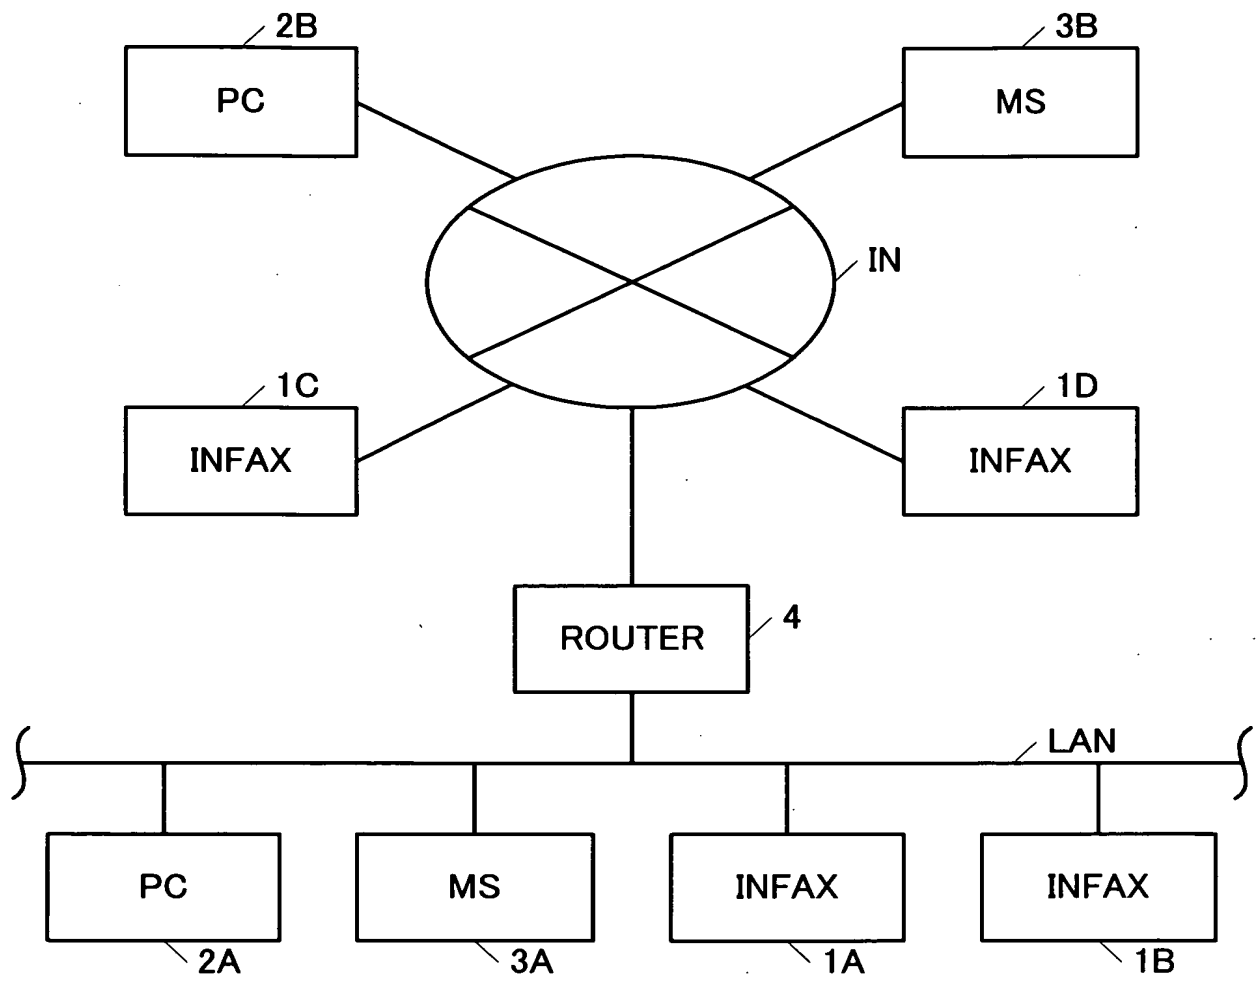 2B
3B
PC
MS
IN
1C
1D
INFAX
INFAX
4
ROUTER
LAN
PC
MS
INFAX
INFAX
2A
3A
1A
1B